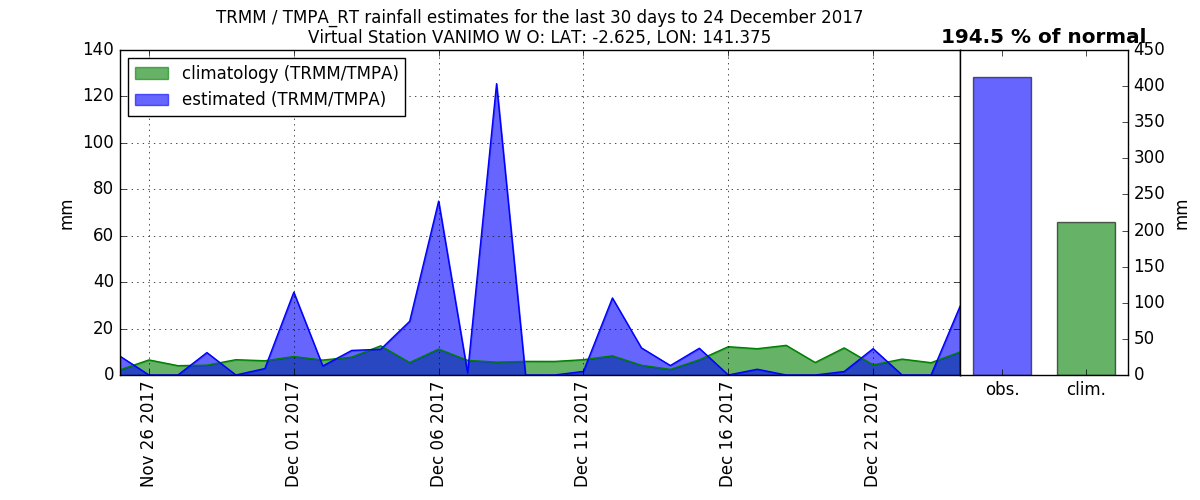 TRMM / TMPA_RT rainfall estimates for the last 30 days to 24 December 2017
Virtual Station VANIMO W O: LAT: -2.625, LON: 141.375
194.5 % of normal
climatology (TRMM/TMPA)
estimated (TRMM/TMPA)
mm
140
120
100
80
60
40
20
0
Nov 26 2017
Dec 01 2017
Dec 06 2017
Dec 11 2017
Dec 16 2017
Dec 21 2017
450
400
350
300
250
200
150
100
50
0
mm
obs.
clim.